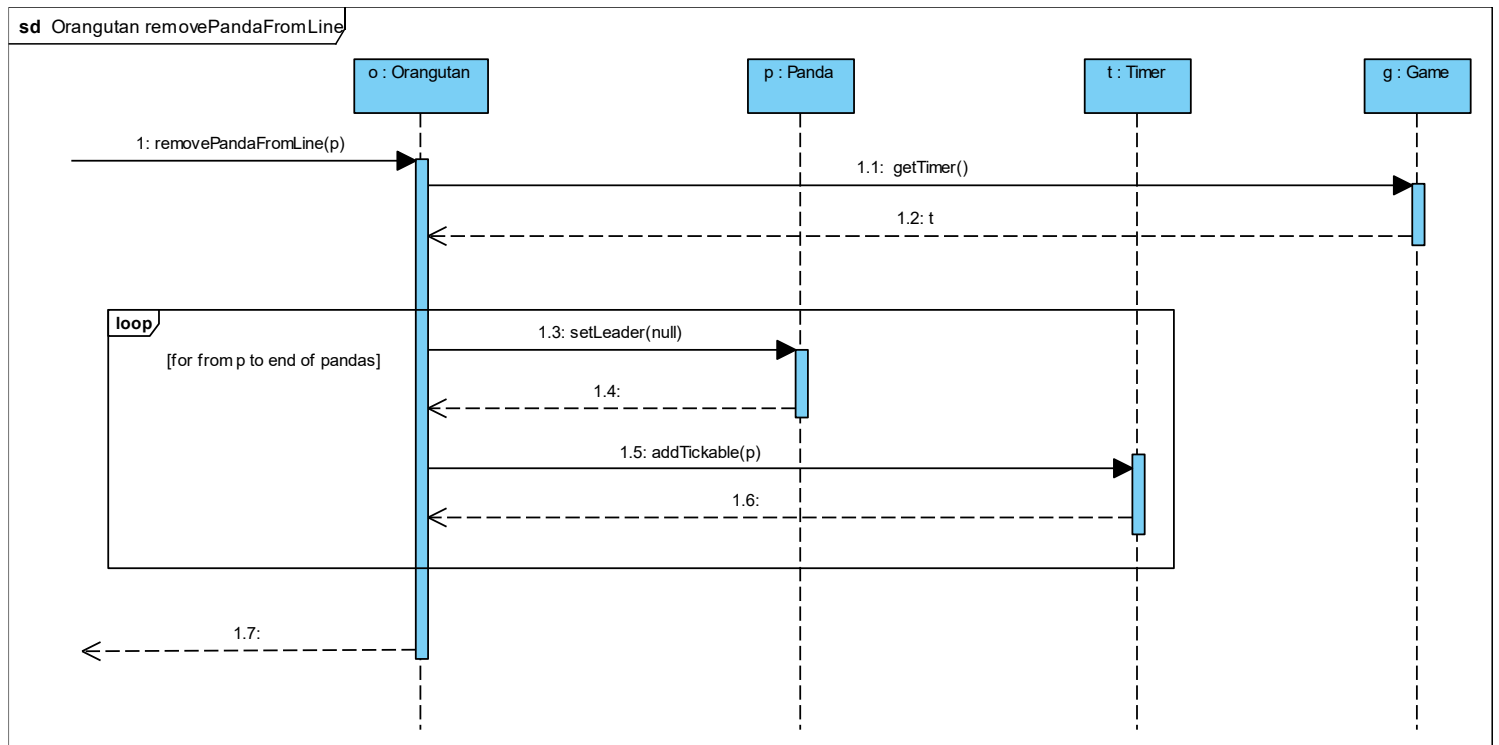 sd Orangutan removePandaFromLine
o : Orangutan
p : Panda
t : Timer
g : Game
1: removePandaFromLine(p)
1.1: getTimer()
1.2: t
loop
1.3: setLeader(null)
[for from p to end of pandas]
1.4:
1.5: addTickable(p)
1.6:
1.7: